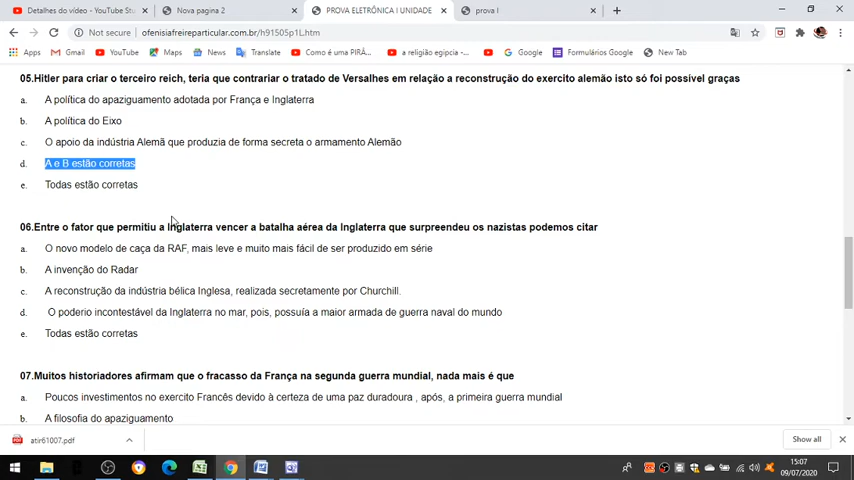 Detalhes do vídeo - YouTube Stu
Nova pagina 2
PROVA ELETRÔNICA I UNIDADE
prova I
Not secure
ofenisiafreireparticular.com.br/h91505p1L.htm
Apps
Gmail
YouTube
Maps
News
Translate
Como é uma PIRÂ...
a religião egipcia -...
Google
Formulários Google
New Tab
05.Hitler para criar o terceiro reich, teria que contrariar o tratado de Versalhes em relação a reconstrução do exercito alemão isto só foi possivel graças
a. A política do apaziguamento adotada por França e Inglaterra
b. A política do Eixo
c. O apoio da indústria Alemã que produzia de forma secreta o armamento Alemão
d. A e B estão corretas
e. Todas estão corretas
06.Entre o fator que permitiu a Inglaterra vencer a batalha aérea da Inglaterra que surpreendeu os nazistas podemos citar
a. O novo modelo de caça da RAF, mais leve e muito mais fácil de ser produzido em série
b. A invenção do Radar
c. A reconstrução da indústria bélica Inglesa, realizada secretamente por Churchill.
d. O poderio incontestável da Inglaterra no mar, pois, possuía a maior armada de guerra naval do mundo
e. Todas estão corretas
07.Muitos historiadores afirmam que o fracasso da França na segunda guerra mundial, nada mais é que
a. Poucos investimentos no exercito Francês devido à certeza de uma paz duradoura , após, a primeira guerra mundial
b. A filosofia do apaziguamento
atir61007.pdf
Show all
15:07
09/07/2020